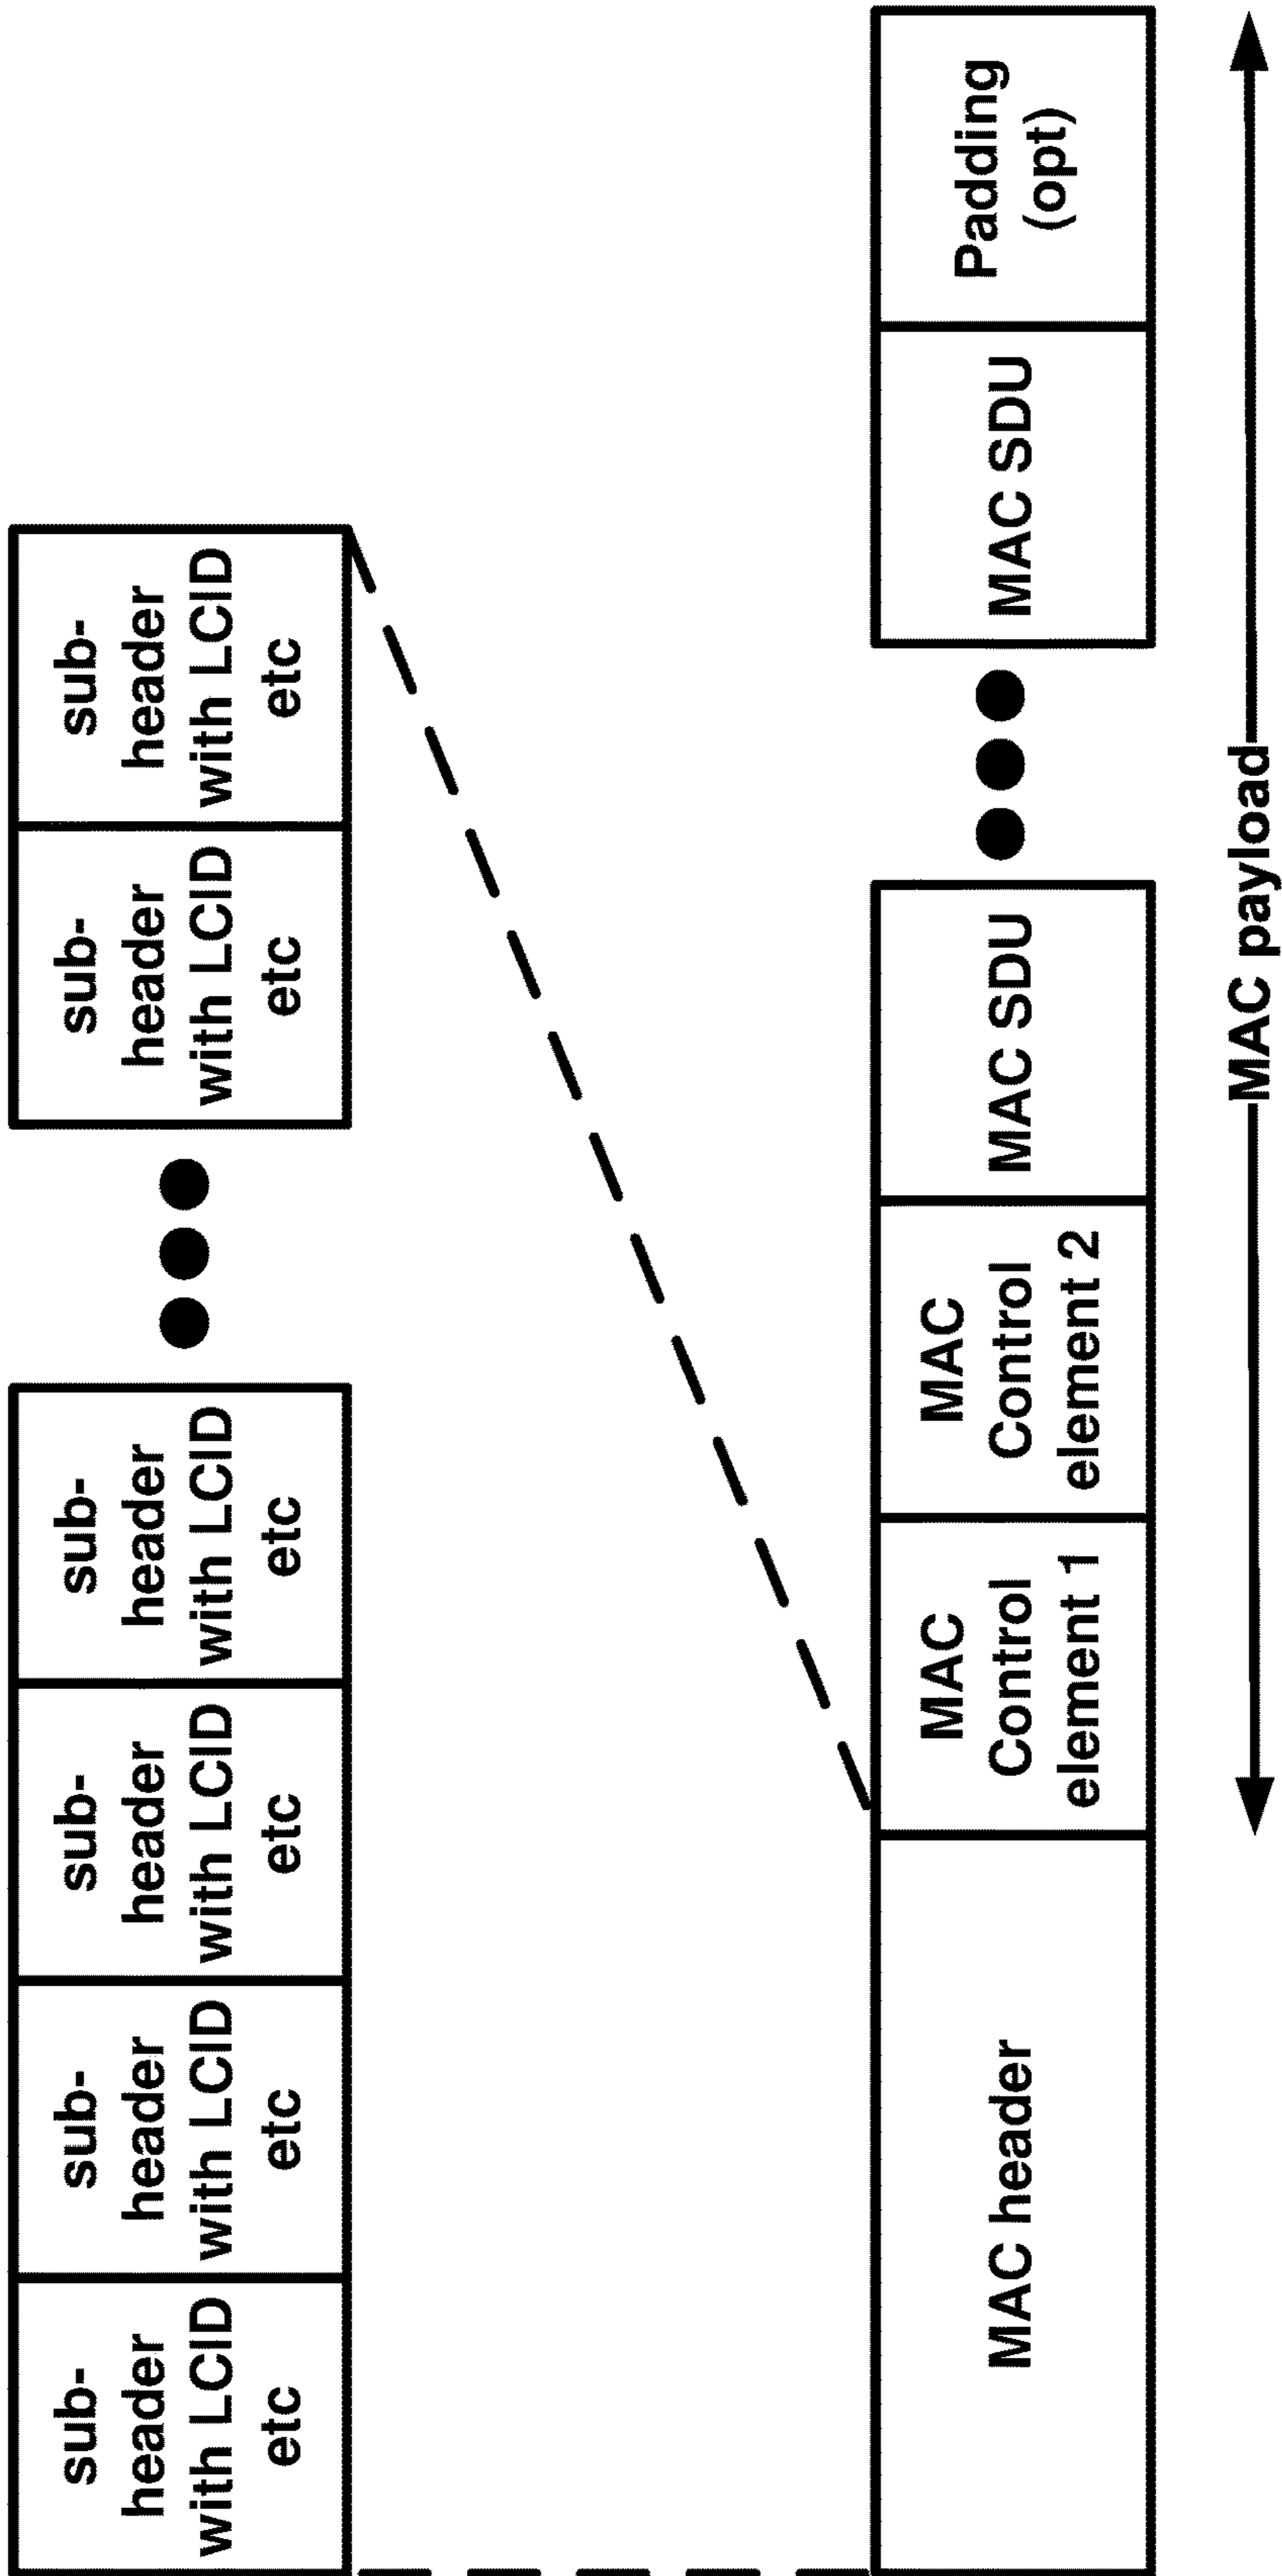 sub-
header
with LCID
etc
sub-
header
with LCID
etc
sub-
header
with LCID
etc
sub-
header
with LCID
etc
sub-
header
with LCID
etc
sub-
header
with LCID
etc
MAC header
MAC
Control
element 1
MAC
Control
element 2
MAC SDU
MAC SDU
Padding
(opt)
MAC payload